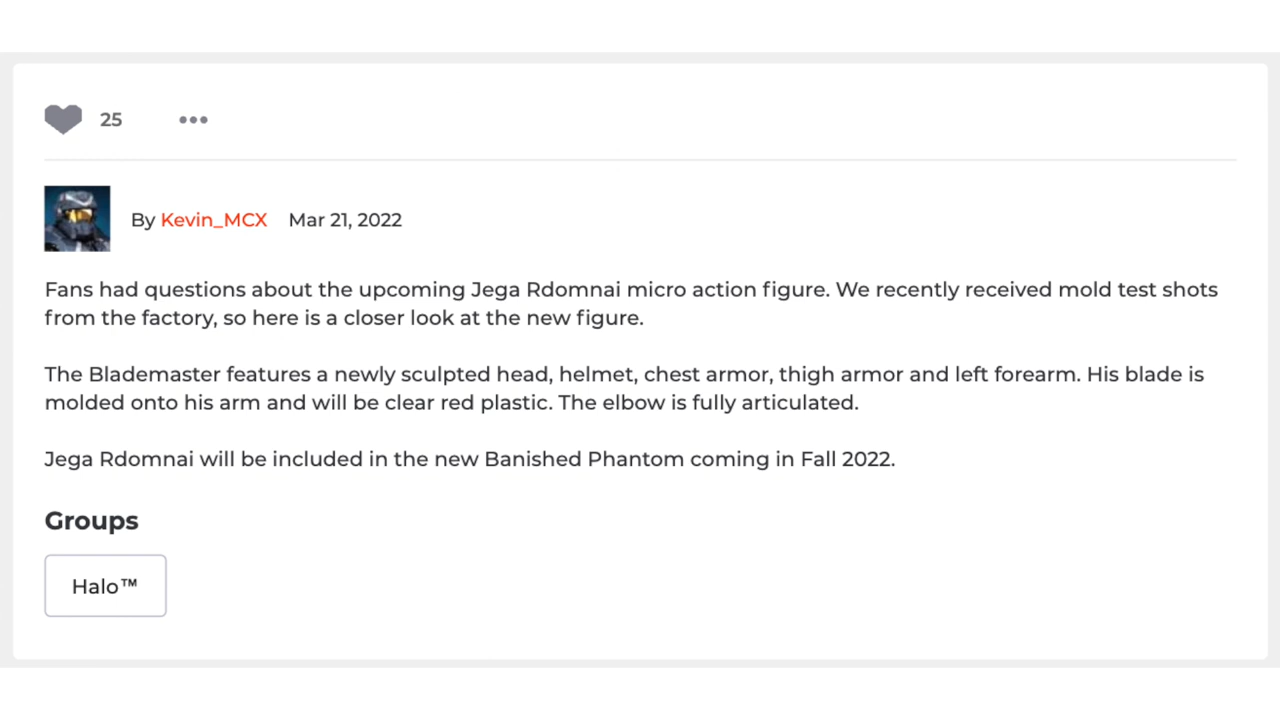 25
By Kevin_MCX Mar 21, 2022
Fans had questions about the upcoming Jega Rdomnai micro action figure. We recently received mold test shots
from the factory, so here is a closer look at the new figure.
The Blademaster features a newly sculpted head, helmet, chest armor, thigh armor and left forearm. His blade is
molded onto his arm and will be clear red plastic. The elbow is fully articulated.
Jega Rdomnai will be included in the new Banished Phantom coming in Fall 2022.
Groups
Halo™